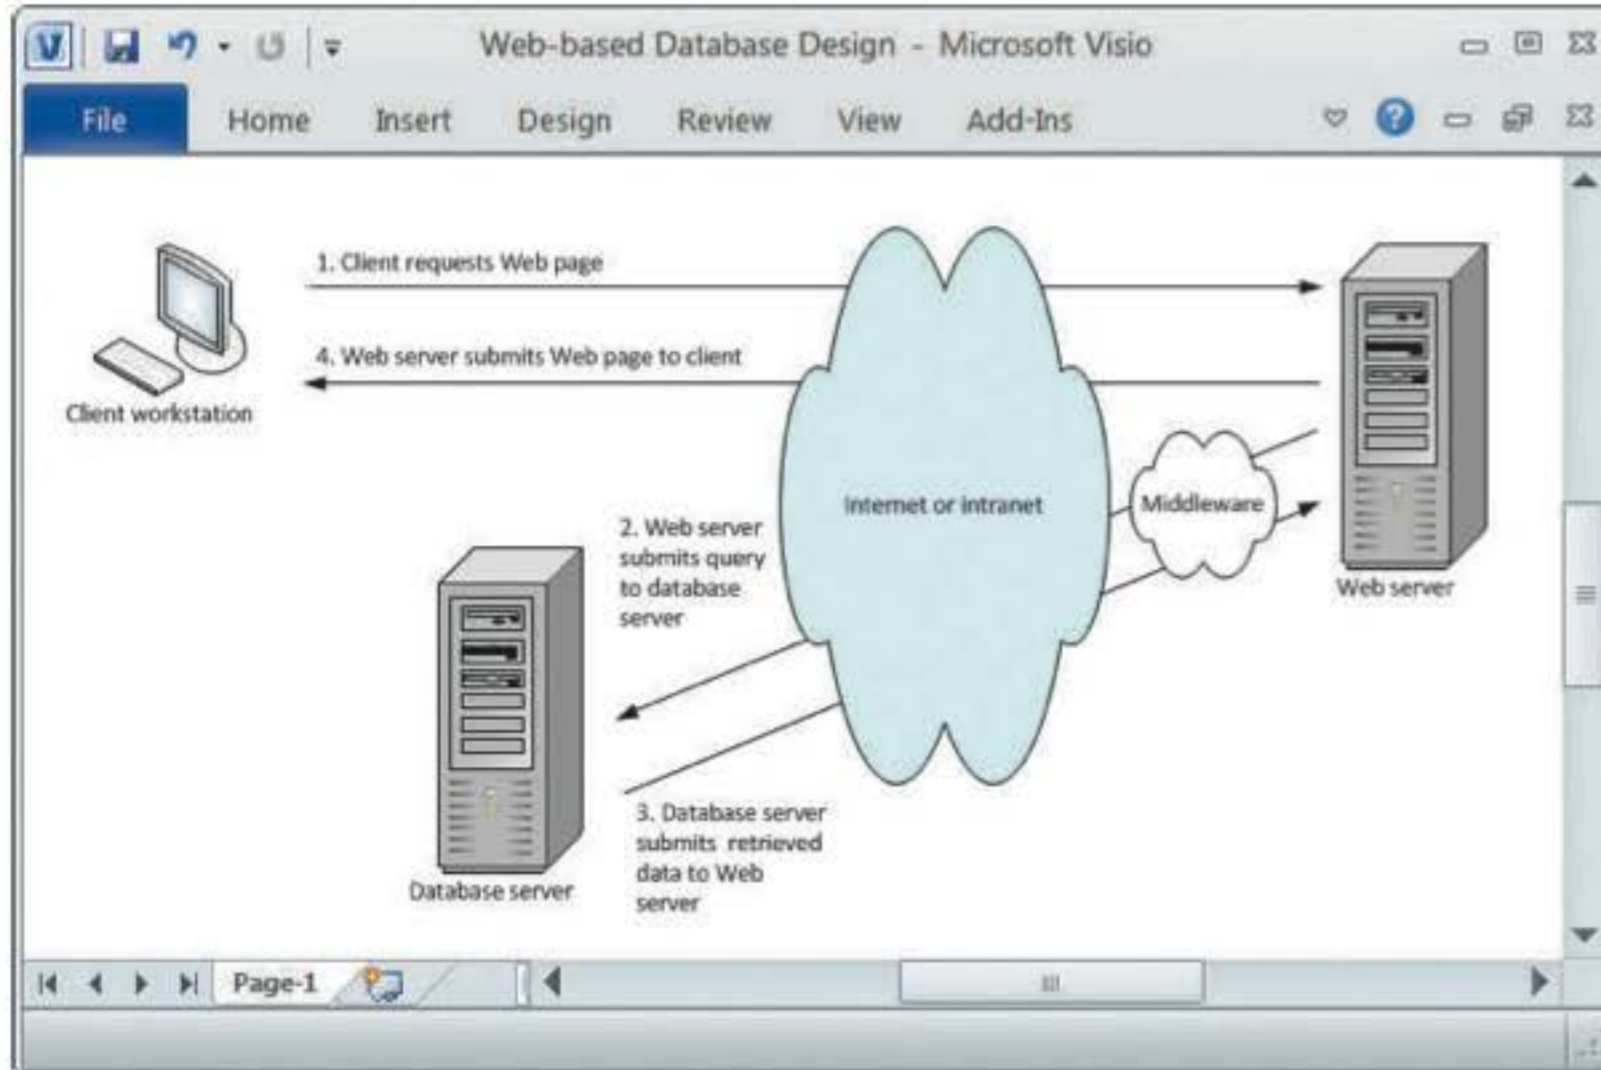 Web-based Database Design - Microsoft Visio
File Home Insert Design Review View Add-Ins
1. Client requests Web page
4. Web server submits Web page to client
Client workstation
Internet or intranet
Middleware
Web server
2. Web server
submits query
to database
server
3. Database server
submits retrieved
data to Web
server
Database server
Page-1